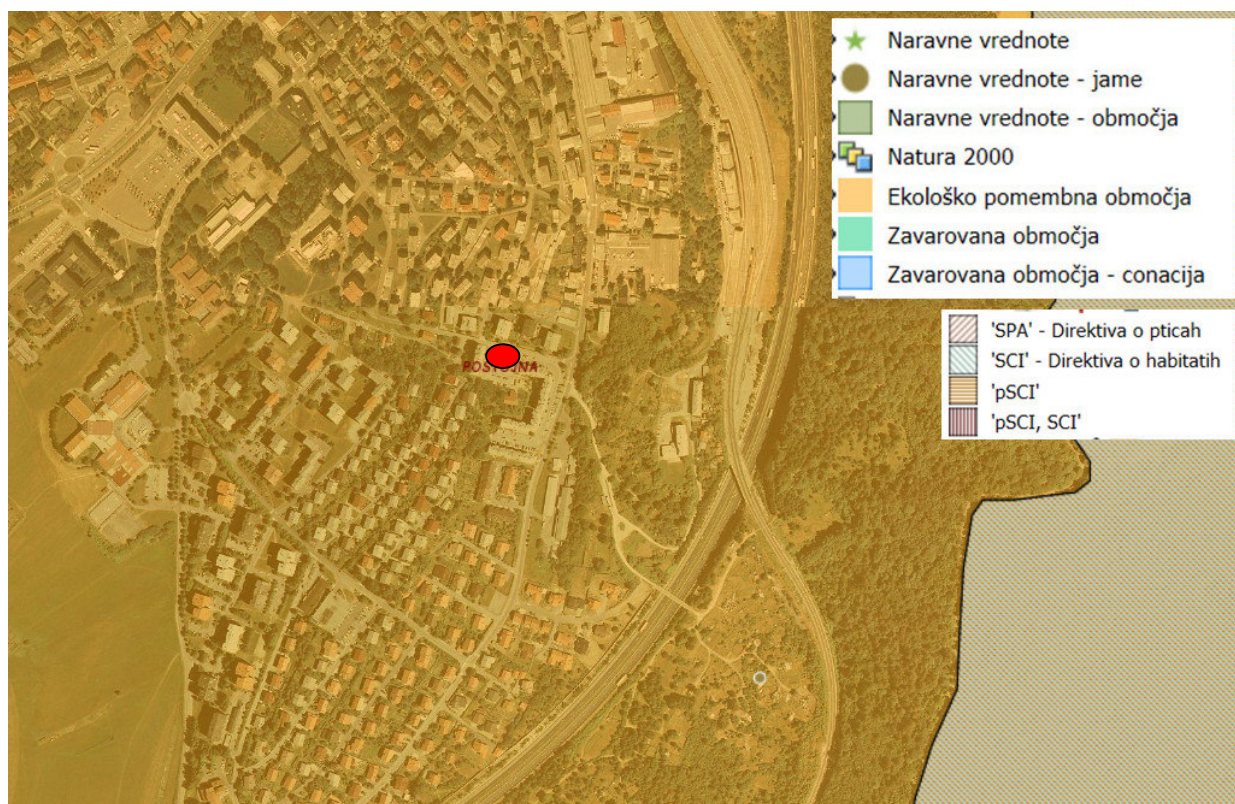 Naravne vrednote
Naravne vrednote - jame
Naravne vrednote - območja
Natura 2000
Ekološko pomembna območja
Zavarovana območja
Zavarovana območja - conacija
'SPA' - Direktiva o pticah
'SCI' - Direktiva o habitatih
'pSCI'
'pSCI, SCI'
POSTOJNA